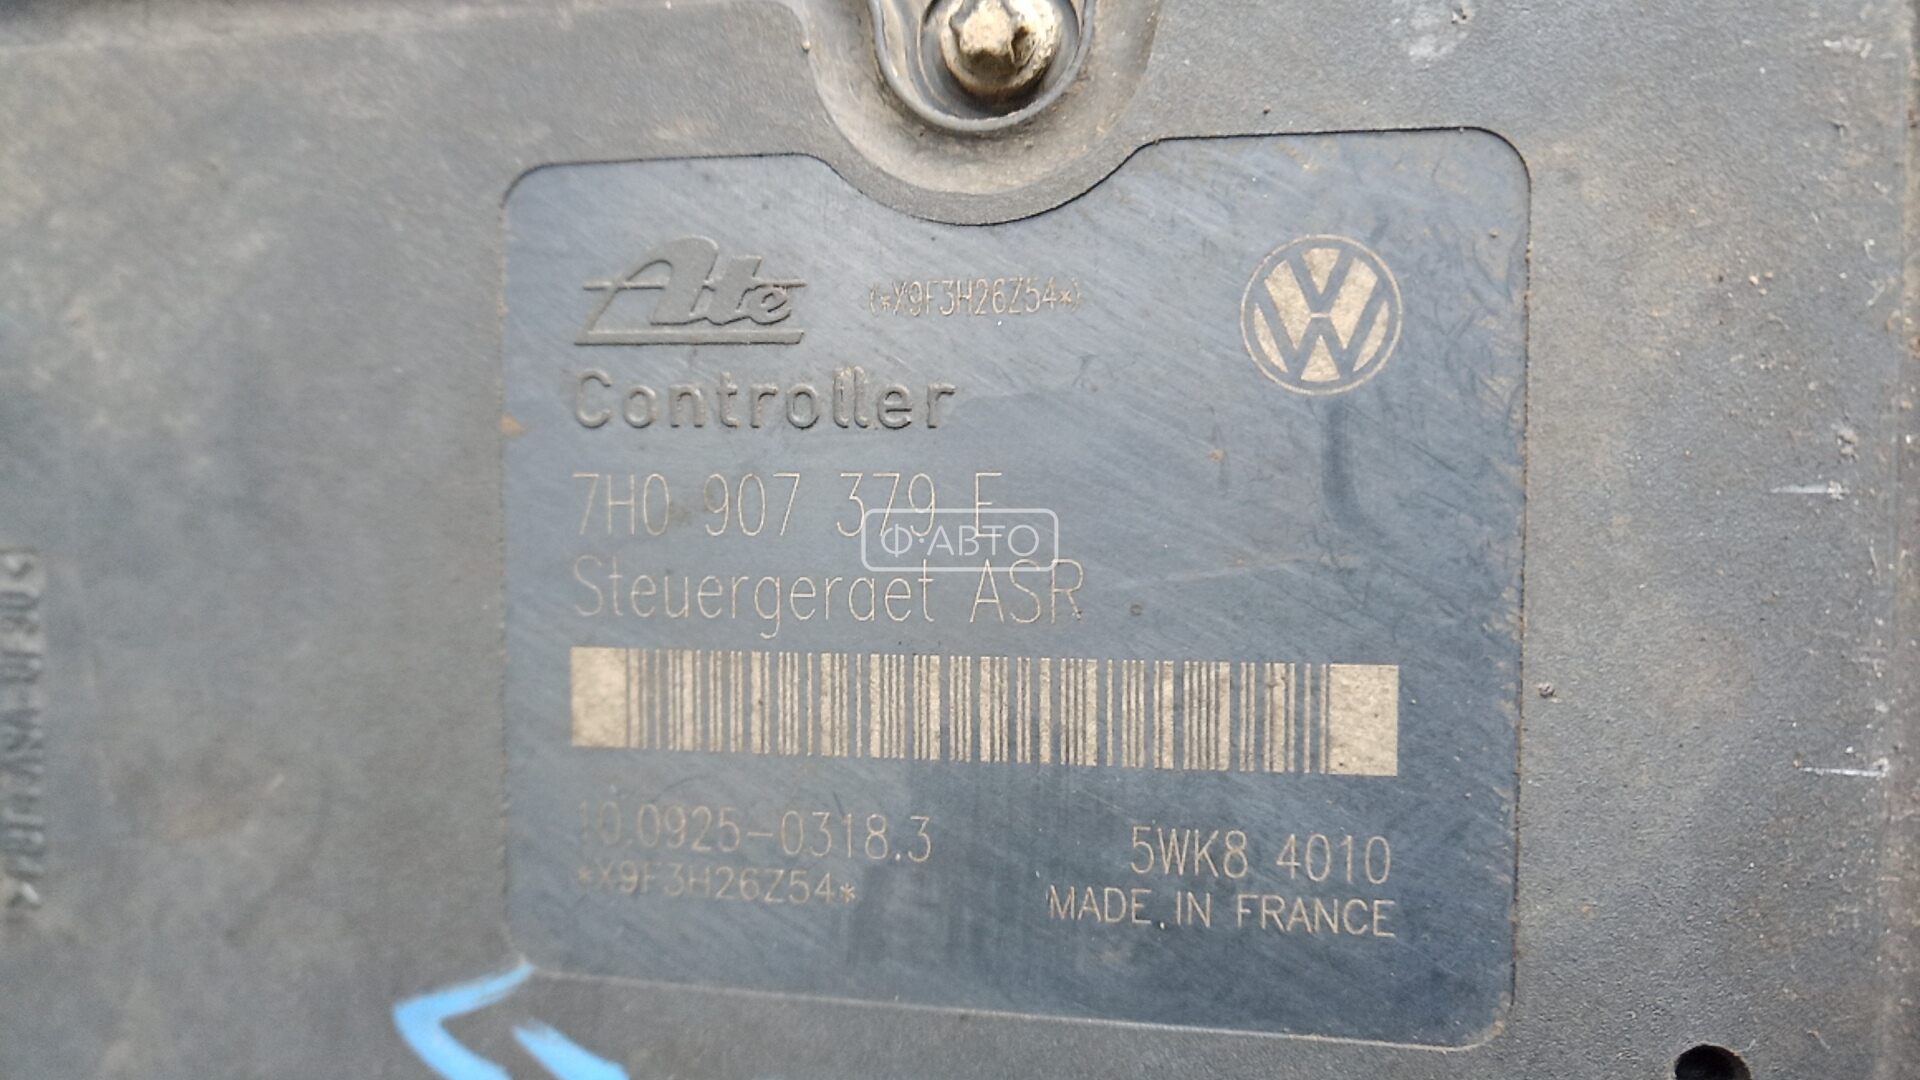 Ate (*X9F3H26Z54*)
Controller
7H0 907 379 E
Ф·АВТО
Steuergeraet ASR
10.0925-0318.3 5WK8 4010
*X9F3H26Z54* MADE IN FRANCE